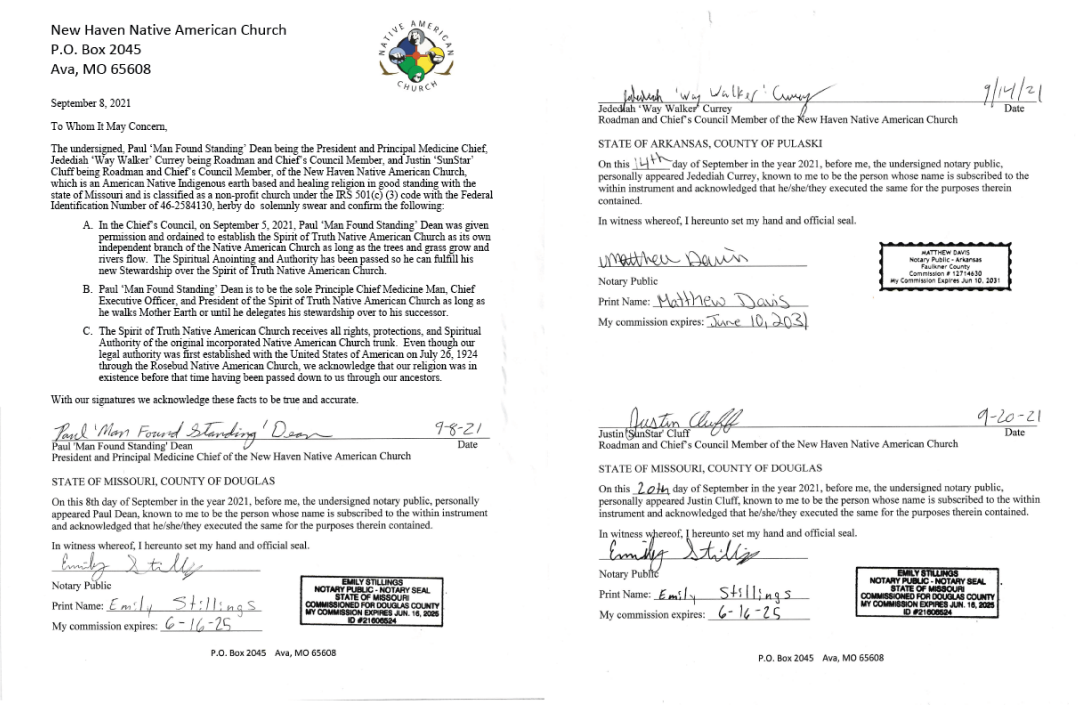 New Haven Native American Church
P.O. Box 2045
Ava, MO 65608
NATIVE AMERICAN
CHURCH
September 8, 2021
To Whom It May Concern,
The undersigned, Paul ‘Man Found Standing’ Dean being the President and Principal Medicine Chief,
Jedediah ‘Way Walker’ Currey being Roadman and Chief’s Council Member, and Justin ‘SunStar’
Cluff being Roadman and Chief’s Council Member, of the New Haven Native American Church,
which is an American Native Indigenous earth based and healing religion in good standing with the
state of Missouri and is classified as a non-profit church under the IRS 501(c) (3) code with the Federal
Identification Number of 46-2584130, herby do solemnly swear and confirm the following:
A. In the Chief’s Council, on September 5, 2021, Paul ‘Man Found Standing’ Dean was given
permission and ordained to establish the Spirit of Truth Native American Church as its own
independent branch of the Native American Church as long as the trees and grass grow and
rivers flow. The Spiritual Anointing and Authority has been passed so he can fulfill his
new Stewardship over the Spirit of Truth Native American Church.
B. Paul ‘Man Found Standing’ Dean is to be the sole Principle Chief Medicine Man, Chief
Executive Officer, and President of the Spirit of Truth Native American Church as long as
he walks Mother Earth or until he delegates his stewardship over to his successor.
C. The Spirit of Truth Native American Church receives all rights, protections, and Spiritual
Authority of the original incorporated Native American Church trunk. Even though our
legal authority was first established with the United States of American on July 26, 1924
through the Rosebud Native American Church, we acknowledge that our religion was in
existence before that time having been passed down to us through our ancestors.
With our signatures we acknowledge these facts to be true and accurate.
Paul 'Man Found Standing' Dean 9-8-21
Paul 'Man Found Standing' Dean Date
President and Principal Medicine Chief of the New Haven Native American Church
STATE OF MISSOURI, COUNTY OF DOUGLAS
On this 8th day of September in the year 2021, before me, the undersigned notary public, personally
appeared Paul Dean, known to me to be the person whose name is subscribed to the within instrument
and acknowledged that he/she/they executed the same for the purposes therein contained.
In witness whereof, I hereunto set my hand and official seal.
Emily Stillings
Notary Public
Print Name: Emily Stillings
My commission expires: 6-16-25
EMILY STILLINGS
NOTARY PUBLIC - NOTARY SEAL
STATE OF MISSOURI
COMMISSIONED FOR DOUGLAS COUNTY
MY COMMISSION EXPIRES JUN. 16, 2025
ID #21606524
P.O. Box 2045 Ava, MO 65608
Jedediah 'Way Walker' Currey 9/14/21
Jedediah ‘Way Walker’ Currey Date
Roadman and Chief’s Council Member of the New Haven Native American Church
STATE OF ARKANSAS, COUNTY OF PULASKI
On this 14th day of September in the year 2021, before me, the undersigned notary public,
personally appeared Jedediah Currey, known to me to be the person whose name is subscribed to the
within instrument and acknowledged that he/she/they executed the same for the purposes therein
contained.
In witness whereof, I hereunto set my hand and official seal.
Matthew Davis
Notary Public
Print Name: Matthew Davis
My commission expires: June 10, 2031
MATTHEW DAVIS
Notary Public - Arkansas
Faulkner County
Commission # 12714630
My Commission Expires Jun 10, 2031
Justin Cluff 9-20-21
Justin 'SunStar' Cluff Date
Roadman and Chief’s Council Member of the New Haven Native American Church
STATE OF MISSOURI, COUNTY OF DOUGLAS
On this 20th day of September in the year 2021, before me, the undersigned notary public,
personally appeared Justin Cluff, known to me to be the person whose name is subscribed to the within
instrument and acknowledged that he/she/they executed the same for the purposes therein contained.
In witness whereof, I hereunto set my hand and official seal.
Emily Stillings
Notary Public
Print Name: Emily Stillings
My commission expires: 6-16-25
EMILY STILLINGS
NOTARY PUBLIC - NOTARY SEAL
STATE OF MISSOURI
COMMISSIONED FOR DOUGLAS COUNTY
MY COMMISSION EXPIRES JUN. 16, 2025
ID #21606524
P.O. Box 2045 Ava, MO 65608